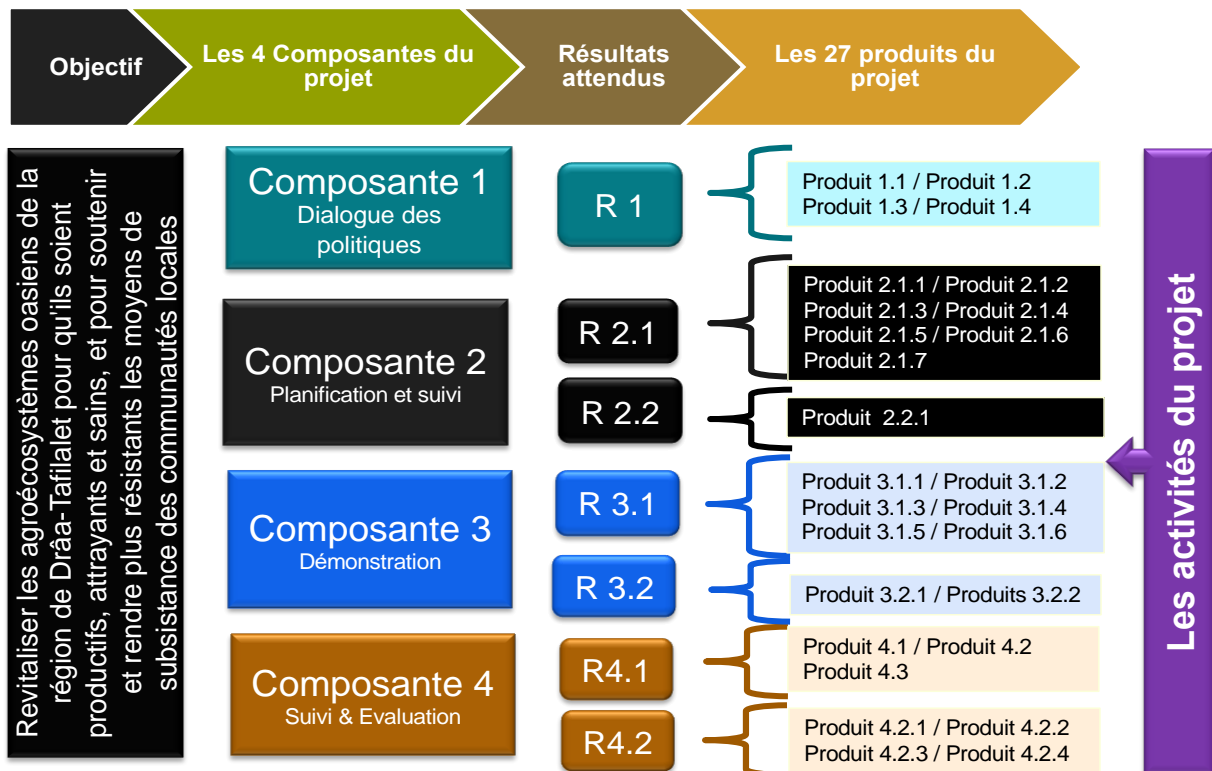 Objectif
Les 4 Composantes du
projet
Résultats
attendus
Les 27 produits du
projet
Revitaliser les agroécosystèmes oasiens de la
région de Drâa-Tafilalet pour qu'ils soient
productifs, attrayants et sains, et pour soutenir
et rendre plus résistants les moyens de
subsistance des communautés locales
Composante 1
Dialogue des
politiques
R 1
Produit 1.1 / Produit 1.2
Produit 1.3 / Produit 1.4
Composante 2
Planification et suivi
R 2.1
Produit 2.1.1 / Produit 2.1.2
Produit 2.1.3 / Produit 2.1.4
Produit 2.1.5 / Produit 2.1.6
Produit 2.1.7
R 2.2
Produit 2.2.1
Composante 3
Démonstration
R 3.1
Produit 3.1.1 / Produit 3.1.2
Produit 3.1.3 / Produit 3.1.4
Produit 3.1.5 / Produit 3.1.6
R 3.2
Produit 3.2.1 / Produits 3.2.2
Composante 4
Suivi & Evaluation
R4.1
Produit 4.1 / Produit 4.2
Produit 4.3
R4.2
Produit 4.2.1 / Produit 4.2.2
Produit 4.2.3 / Produit 4.2.4
Les activités du projet